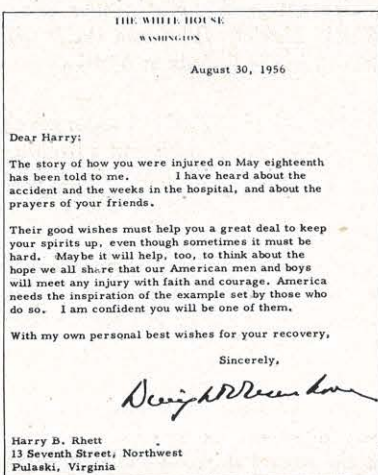 THE WHITE HOUSE
WASHINGTON
August 30, 1956
Dear Harry:
The story of how you were injured on May eighteenth
has been told to me. I have heard about the
accident and the weeks in the hospital, and about the
prayers of your friends.
Their good wishes must help you a great deal to keep
your spirits up, even though sometimes it must be
hard. Maybe it will help, too, to think about the
hope we all share that our American men and boys
will meet any injury with faith and courage. America
needs the inspiration of the example set by those who
do so. I am confident you will be one of them.
With my own personal best wishes for your recovery,
Sincerely,
Dwight D Eisenhower
Harry B. Rhett
13 Seventh Street, Northwest
Pulaski, Virginia